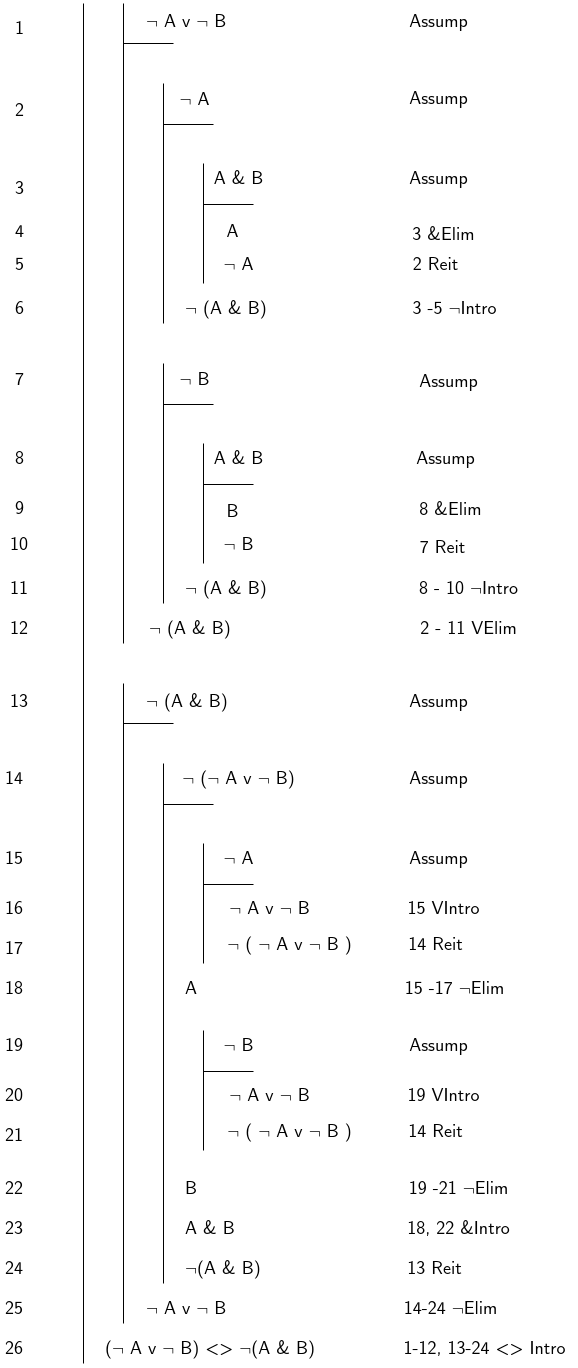 1 ¬ A v ¬ B Assump
2 ¬ A Assump
3 A & B Assump
4 A 3 &Elim
5 ¬ A 2 Reit
6 ¬ (A & B) 3 -5 ¬Intro
7 ¬ B Assump
8 A & B Assump
9 B 8 &Elim
10 ¬ B 7 Reit
11 ¬ (A & B) 8 - 10 ¬Intro
12 ¬ (A & B) 2 - 11 VElim
13 ¬ (A & B) Assump
14 ¬ (¬ A v ¬ B) Assump
15 ¬ A Assump
16 ¬ A v ¬ B 15 VIntro
17 ¬ ( ¬ A v ¬ B ) 14 Reit
18 A 15 -17 ¬Elim
19 ¬ B Assump
20 ¬ A v ¬ B 19 VIntro
21 ¬ ( ¬ A v ¬ B ) 14 Reit
22 B 19 -21 ¬Elim
23 A & B 18, 22 &Intro
24 ¬(A & B) 13 Reit
25 ¬ A v ¬ B 14-24 ¬Elim
26 (¬ A v ¬ B) <> ¬(A & B) 1-12, 13-24 <> Intro